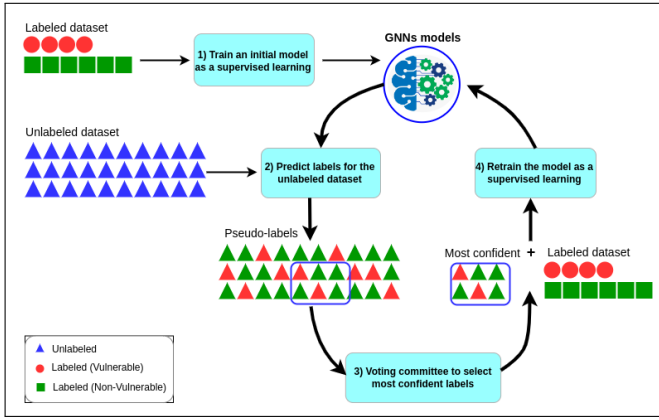 Labeled dataset
GNNs models
1) Train an initial model
as a supervised learning
Unlabeled dataset
2) Predict labels for the
unlabeled dataset
4) Retrain the model as a
supervised learning
Pseudo-labels
Most confident +
Labeled dataset
3) Voting committee to select
most confident labels
Unlabeled
Labeled (Vulnerable)
Labeled (Non-Vulnerable)